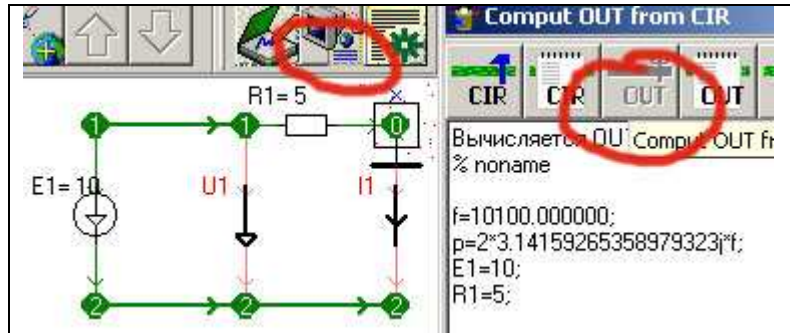 Comput OUT from CIR
CIR CIR OUT OUT
R1= 5
1 1 0
E1= 10
U1
I1
2 2 2
Вычисляется OU
Comput OUT fr
% noname
f=10100.000000;
p=2*3.14159265358979323j*f;
E1=10;
R1=5;